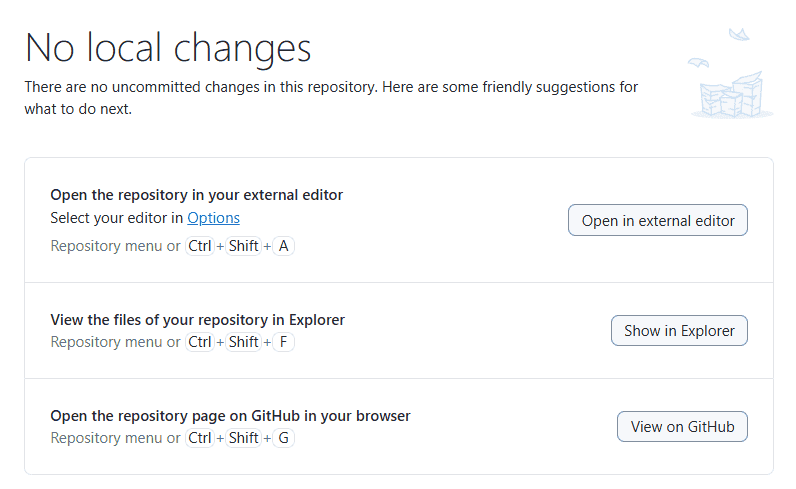 No local changes
There are no uncommitted changes in this repository. Here are some friendly suggestions for
what to do next.
Open the repository in your external editor
Select your editor in Options
Repository menu or Ctrl + Shift + A
Open in external editor
View the files of your repository in Explorer
Repository menu or Ctrl + Shift + F
Show in Explorer
Open the repository page on GitHub in your browser
Repository menu or Ctrl + Shift + G
View on GitHub